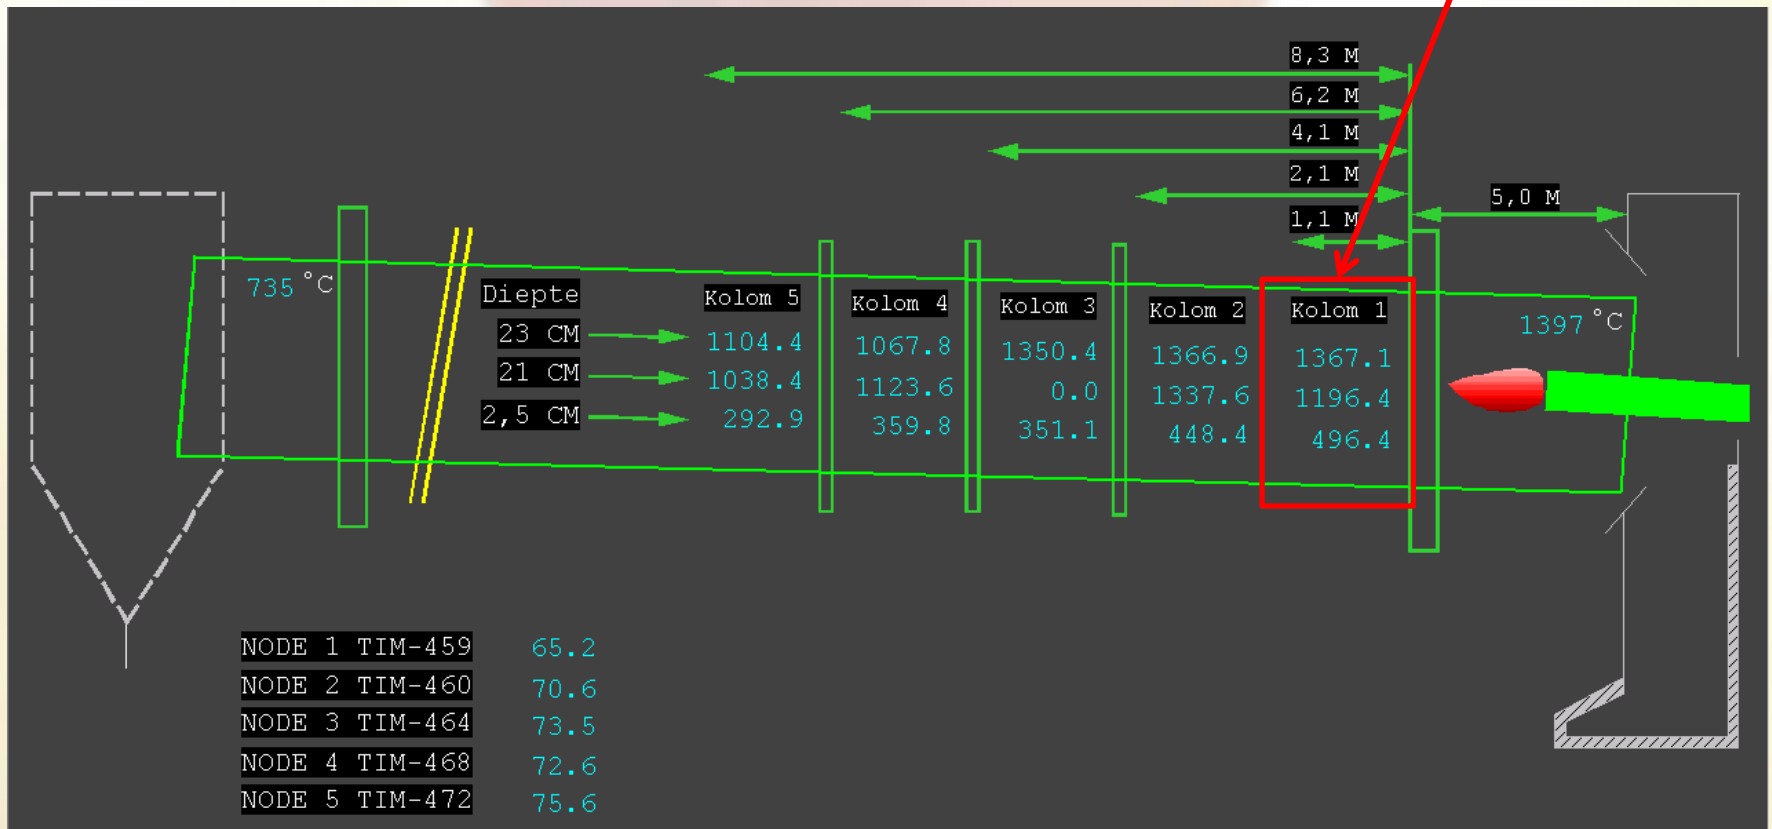 8,3 M
6,2 M
4,1 M
2,1 M
5,0 M
1,1 M
735 °C
Diepte Kolom 5 Kolom 4 Kolom 3 Kolom 2 Kolom 1
1397 °C
23 CM 1104.4 1067.8 1350.4 1366.9 1367.1
21 CM 1038.4 1123.6 0.0 1337.6 1196.4
2,5 CM 292.9 359.8 351.1 448.4 496.4
NODE 1 TIM-459 65.2
NODE 2 TIM-460 70.6
NODE 3 TIM-464 73.5
NODE 4 TIM-468 72.6
NODE 5 TIM-472 75.6